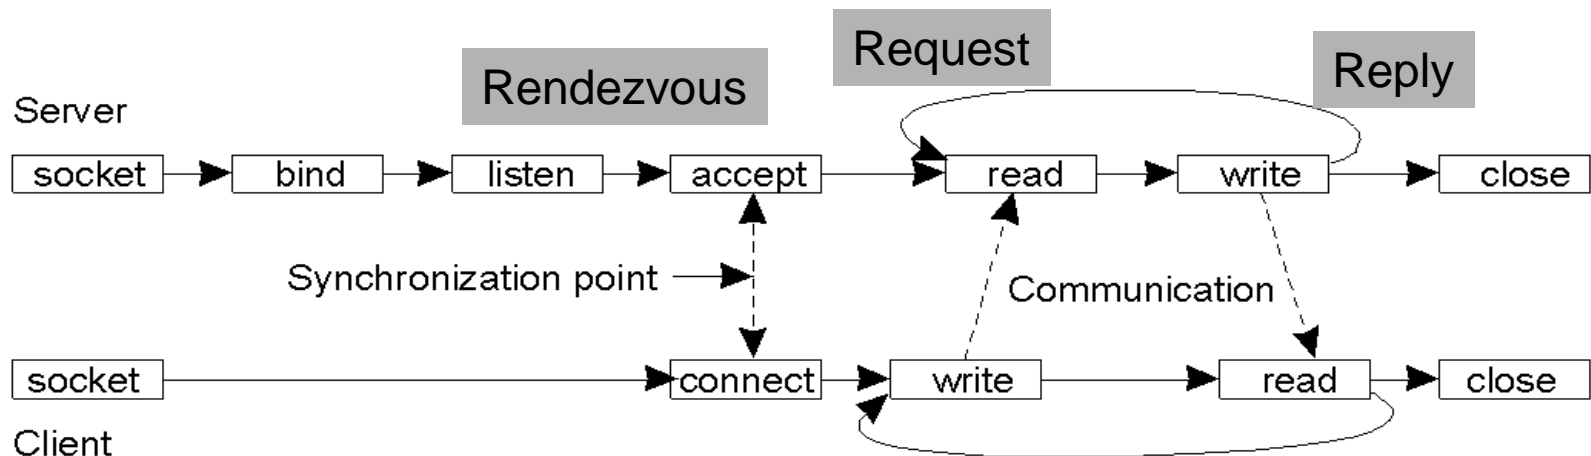 Request
Rendezvous
Reply
Server
socket
bind
listen
accept
read
write
close
Synchronization point
Communication
socket
connect
write
read
close
Client